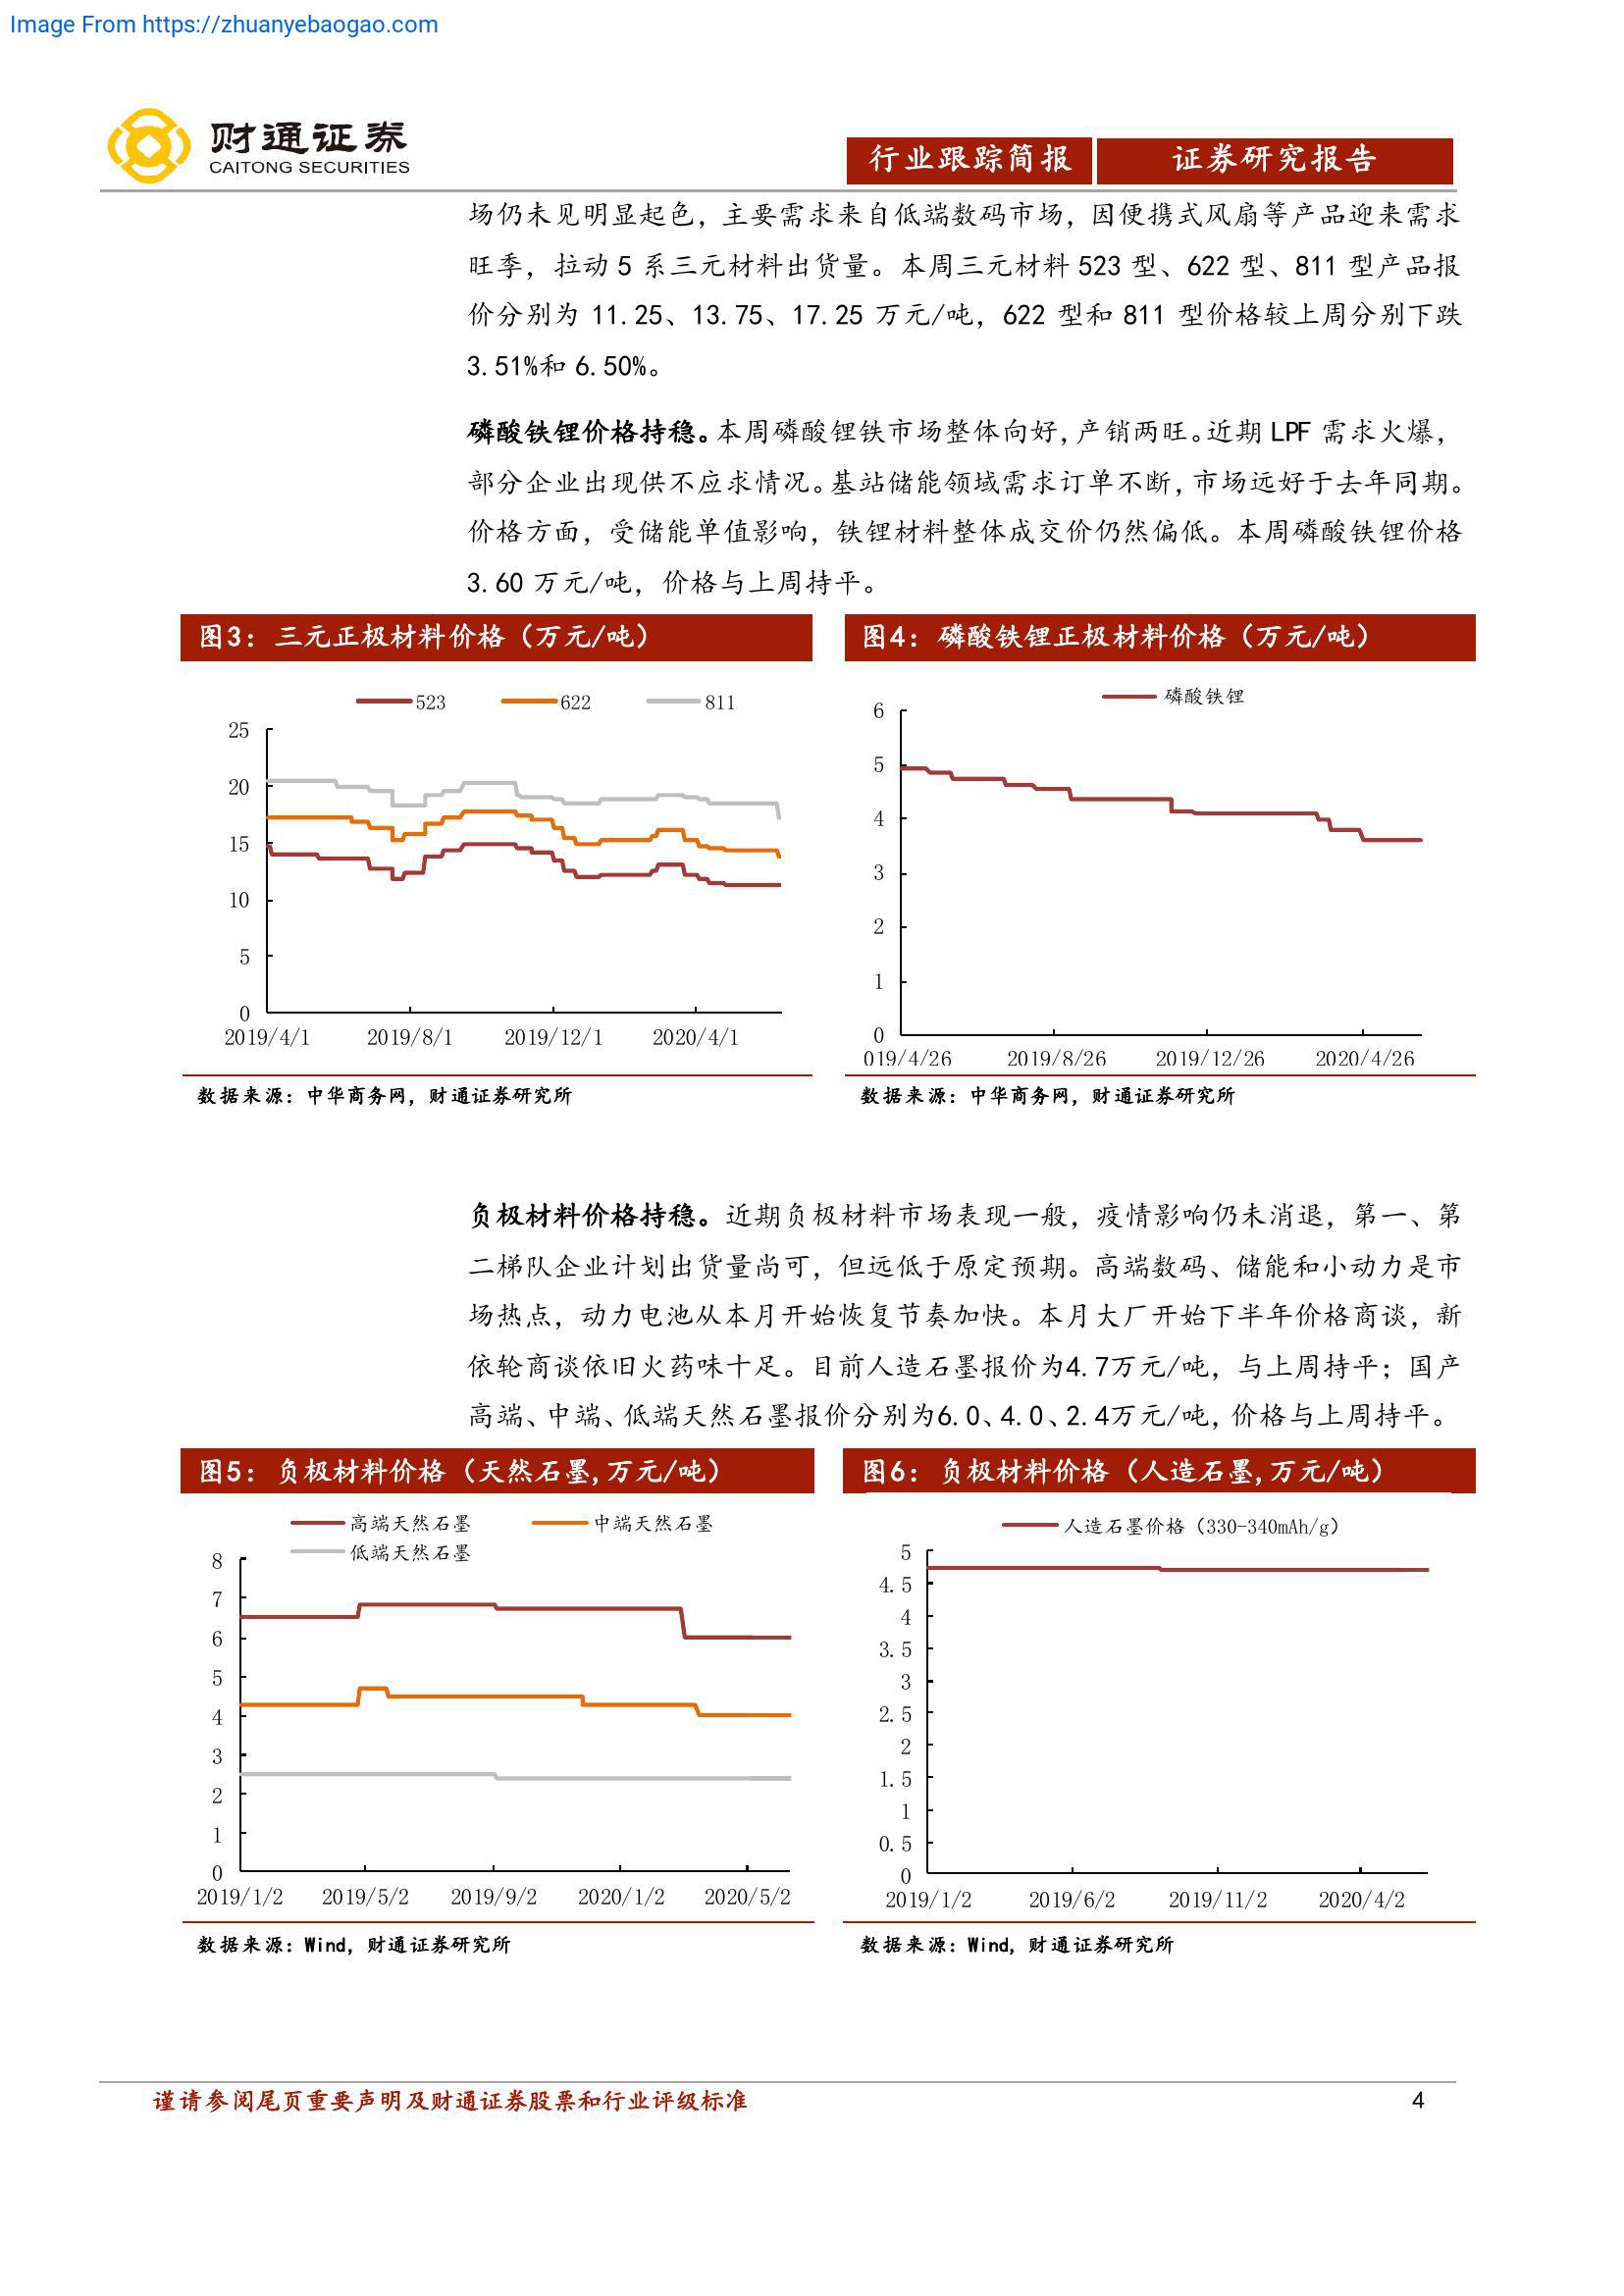 Image From https://zhuanyebaogao.com
财通证券
CAITONG SECURITIES
行业跟踪简报
证券研究报告
场仍未见明显起色，主要需求来自低端数码市场，因便携式风扇等产品迎来需求
旺季，拉动 5 系三元材料出货量。本周三元材料 523 型、622 型、811 型产品报
价分别为 11.25、13.75、17.25 万元/吨，622 型和 811 型价格较上周分别下跌
3.51%和 6.50%。
磷酸铁锂价格持稳。本周磷酸锂铁市场整体向好，产销两旺。近期 LPF 需求火爆，
部分企业出现供不应求情况。基站储能领域需求订单不断，市场远好于去年同期。
价格方面，受储能单值影响，铁锂材料整体成交价仍然偏低。本周磷酸铁锂价格
3.60 万元/吨，价格与上周持平。
图3：三元正极材料价格（万元/吨）
523 622 811
25
20
15
10
5
0
2019/4/1 2019/8/1 2019/12/1 2020/4/1
数据来源：中华商务网，财通证券研究所
图4：磷酸铁锂正极材料价格（万元/吨）
磷酸铁锂
6
5
4
3
2
1
0
019/4/26 2019/8/26 2019/12/26 2020/4/26
数据来源：中华商务网，财通证券研究所
负极材料价格持稳。近期负极材料市场表现一般，疫情影响仍未消退，第一、第
二梯队企业计划出货量尚可，但远低于原定预期。高端数码、储能和小动力是市
场热点，动力电池从本月开始恢复节奏加快。本月大厂开始下半年价格商谈，新
依轮商谈依旧火药味十足。目前人造石墨报价为4.7万元/吨，与上周持平；国产
高端、中端、低端天然石墨报价分别为6.0、4.0、2.4万元/吨，价格与上周持平。
图5：负极材料价格（天然石墨,万元/吨）
高端天然石墨 中端天然石墨
低端天然石墨
8
7
6
5
4
3
2
1
0
2019/1/2 2019/5/2 2019/9/2 2020/1/2 2020/5/2
数据来源：Wind，财通证券研究所
图6：负极材料价格（人造石墨,万元/吨）
人造石墨价格（330-340mAh/g）
5
4.5
4
3.5
3
2.5
2
1.5
1
0.5
0
2019/1/2 2019/6/2 2019/11/2 2020/4/2
数据来源：Wind，财通证券研究所
谨请参阅尾页重要声明及财通证券股票和行业评级标准
4